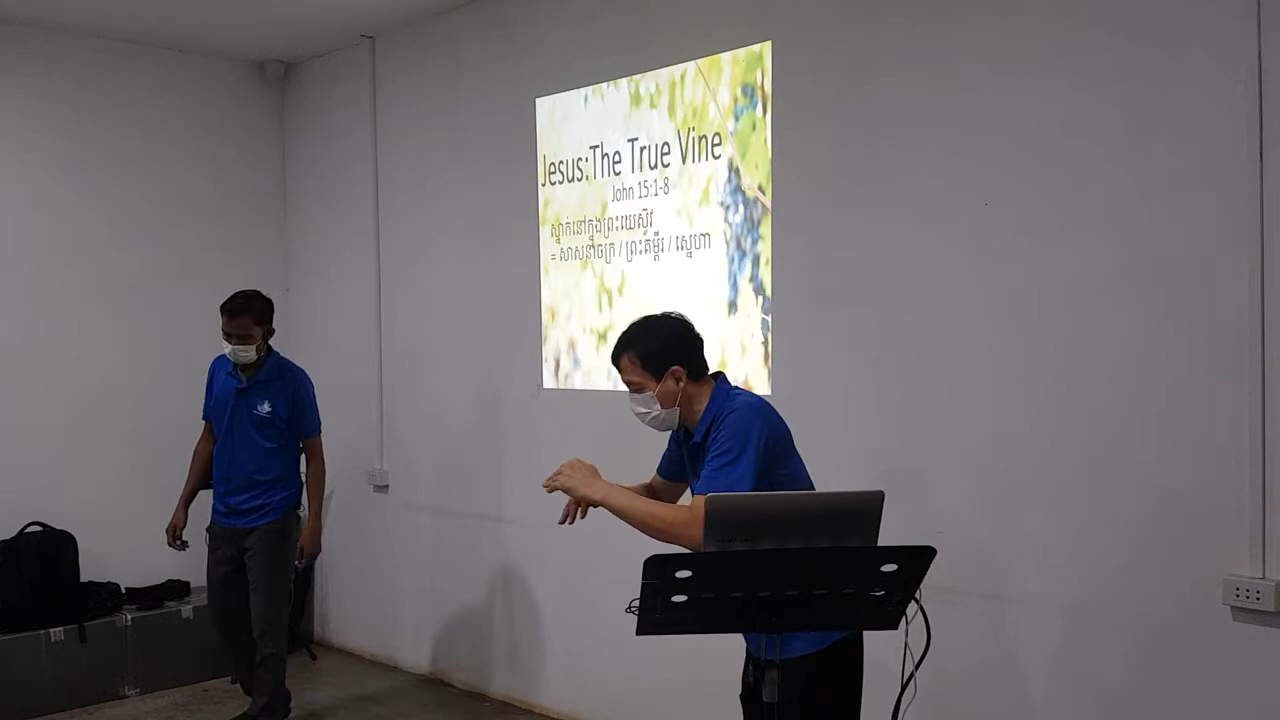 Jesus:The True Vine
John 15:1-8
ស្នាក់នៅក្នុងព្រះយេស៊ូវ
= សាសនាចក្រ / ព្រះគម្ពីរ / ស្នេហា